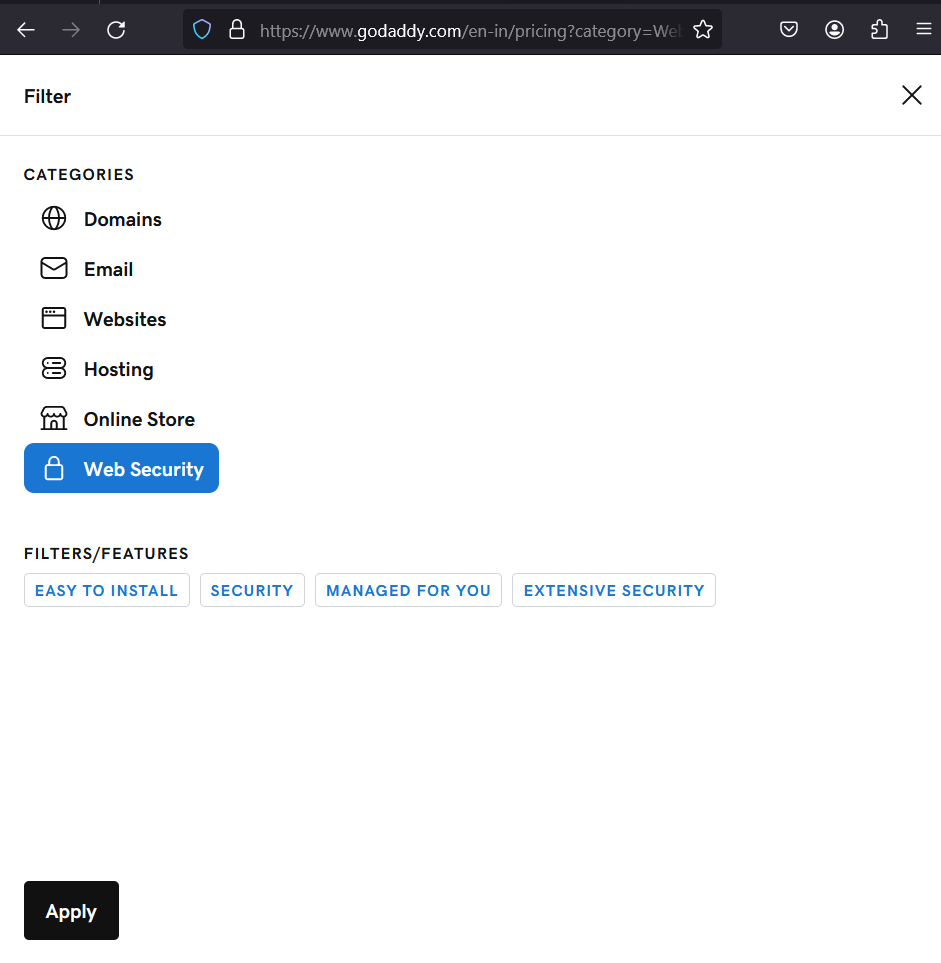 https://www.godaddy.com/en-in/pricing?category=We
Filter
CATEGORIES
Domains
Email
Websites
Hosting
Online Store
Web Security
FILTERS/FEATURES
EASY TO INSTALL SECURITY MANAGED FOR YOU EXTENSIVE SECURITY
Apply